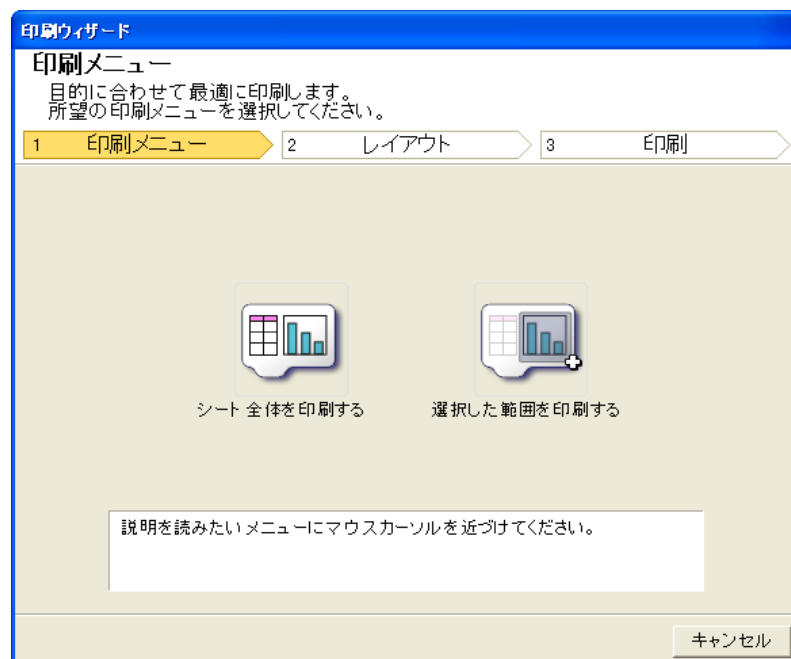 印刷ウィザード
印刷メニュー
目的に合わせて最適に印刷します。
所望の印刷メニューを選択してください。
1 印刷メニュー 2 レイアウト 3 印刷
シート全体を印刷する 選択した範囲を印刷する
説明を読みたいメニューにマウスカーソルを近づけてください。
キャンセル